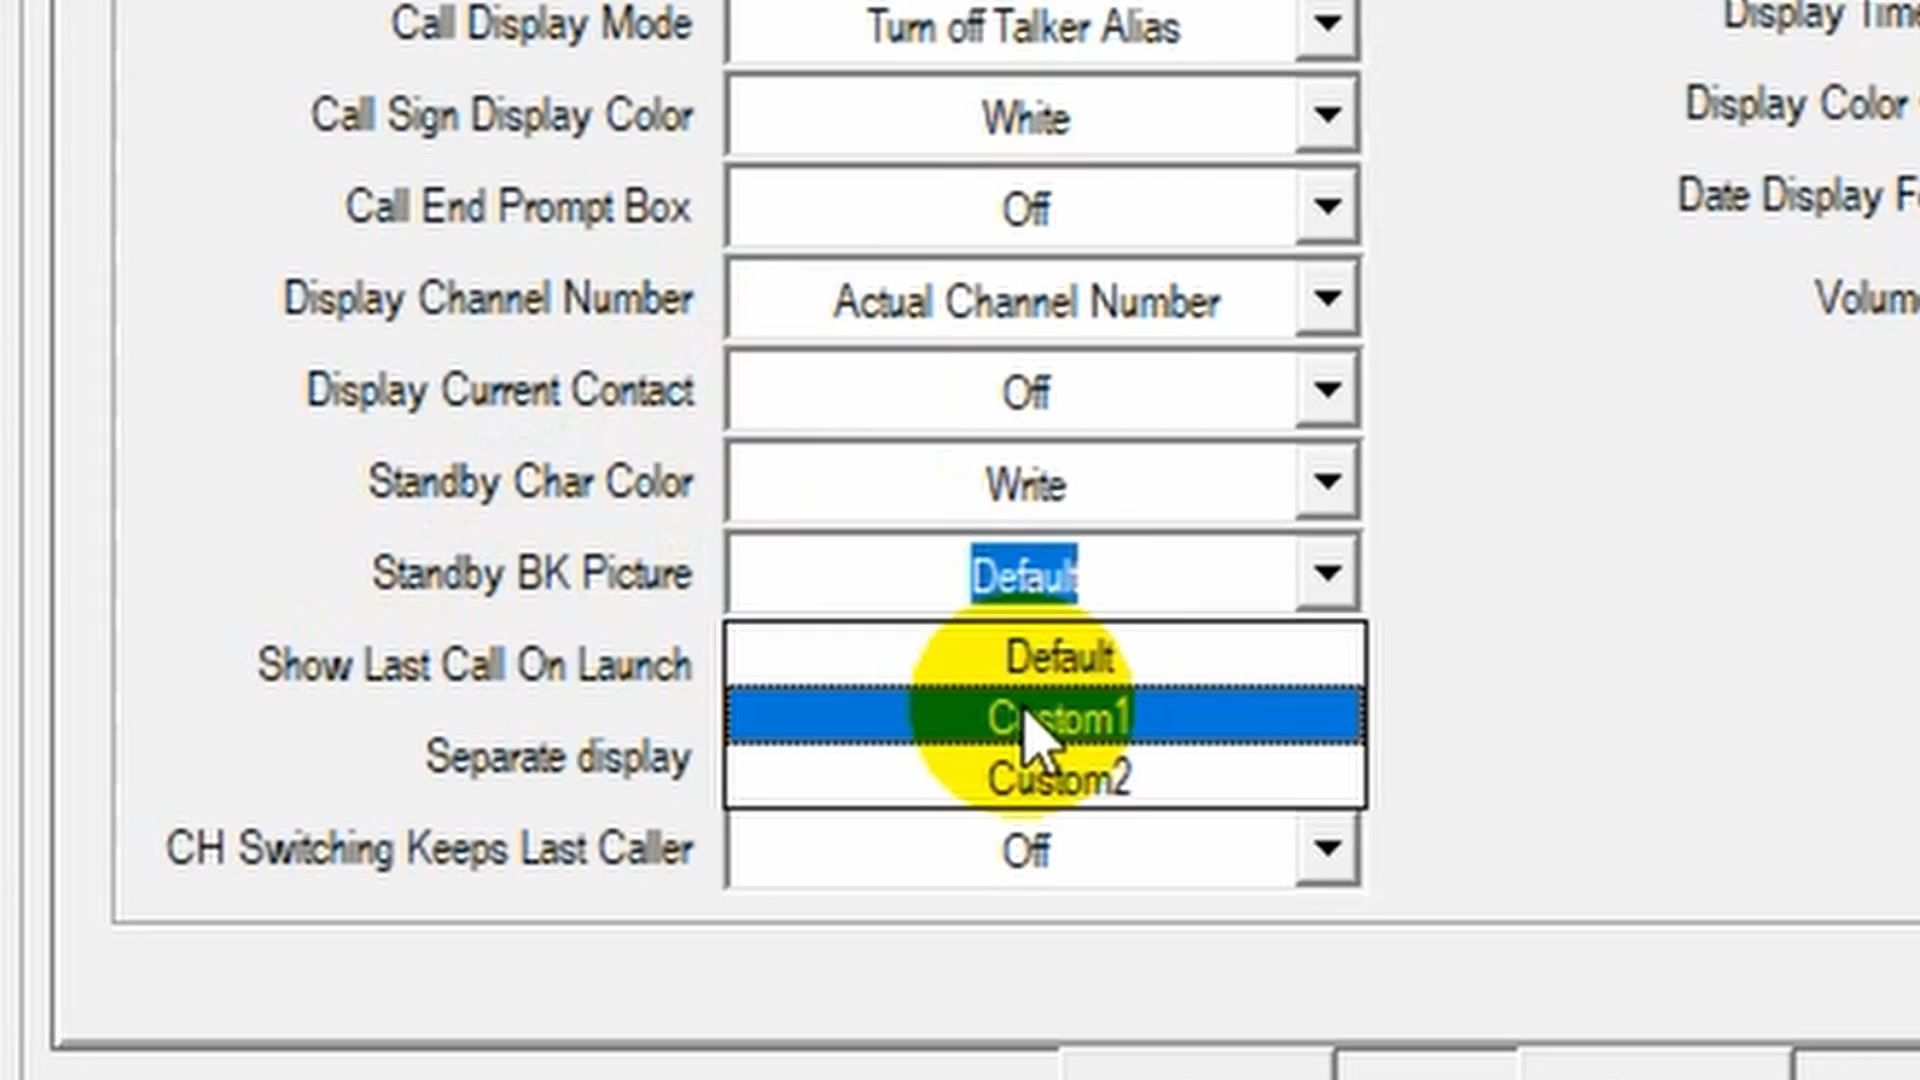 Call Display Mode Turn off Talker Alias
Call Sign Display Color White
Display Color
Call End Prompt Box Off
Date Display
Display Channel Number Actual Channel Number
Display Current Contact Off
Standby Char Color Write
Standby BK Picture Default
Default
Show Last Call On Launch
Custom1
Separate display
Custom2
CH Switching Keeps Last Caller Off